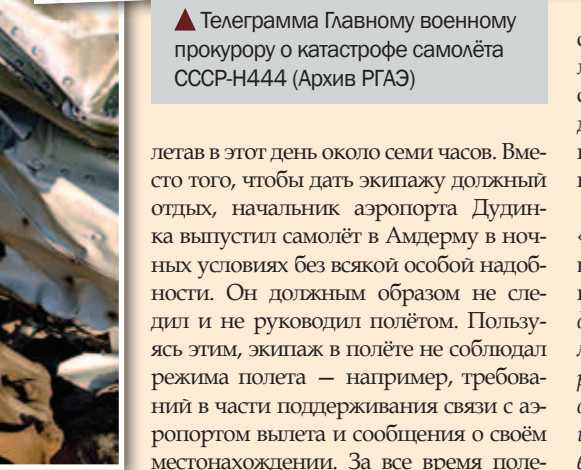 Телеграмма Главному военному
прокурору о катастрофе самолёта
СССР-Н444 (Архив РГАЭ)
летав в этот день около семи часов. Вме-
сто того, чтобы дать экипажу должный
отдых, начальник аэропорта Дудин-
ка выпустил самолёт в Амдерму в ноч-
ных условиях без всякой особой надоб-
ности. Он должным образом не сле-
дил и не руководил полётом. Пользу-
ясь этим, экипаж в полёте не соблюдал
режима полета — например, требова-
ний в части поддерживания связи с аэ-
ропортом вылета и сообщения о своём
местонахождении. За все время поле-